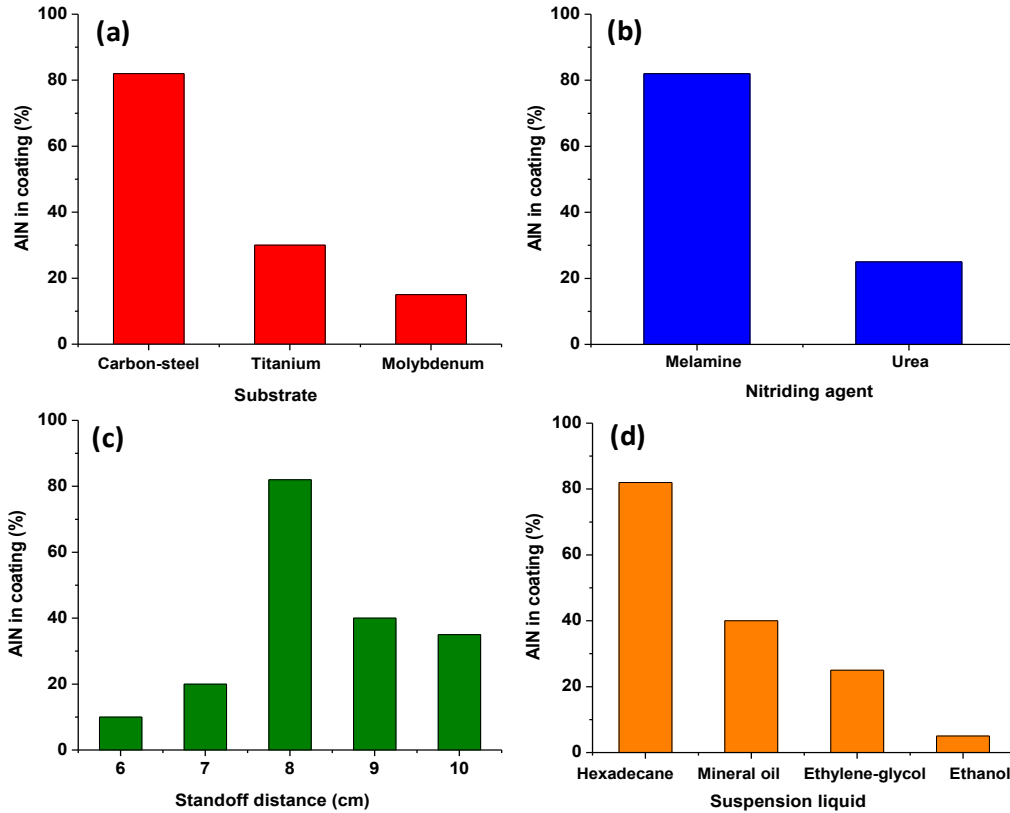 (a)
AlN in coating (%)
100
80
60
40
20
0
Carbon-steel Titanium Molybdenum
Substrate
(b)
AlN in coating (%)
100
80
60
40
20
0
Melamine Urea
Nitriding agent
(c)
AlN in coating (%)
100
80
60
40
20
0
6 7 8 9 10
Standoff distance (cm)
(d)
AlN in coating (%)
100
80
60
40
20
0
Hexadecane Mineral oil Ethylene-glycol Ethanol
Suspension liquid